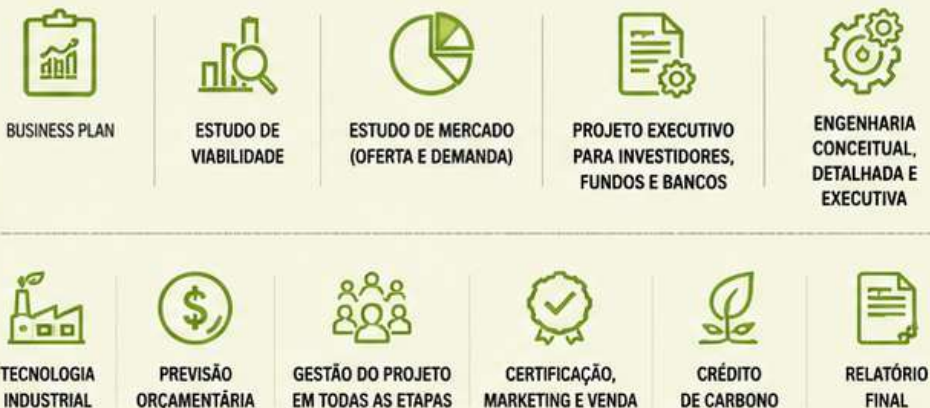 BUSINESS PLAN
ESTUDO DE
VIABILIDADE
ESTUDO DE MERCADO
(OFERTA E DEMANDA)
PROJETO EXECUTIVO
PARA INVESTIDORES,
FUNDOS E BANCOS
ENGENHARIA
CONCEITUAL,
DETALHADA E
EXECUTIVA
TECNOLOGIA
INDUSTRIAL
PREVISÃO
ORÇAMENTÁRIA
GESTÃO DO PROJETO
EM TODAS AS ETAPAS
CERTIFICAÇÃO,
MARKETING E VENDA
CRÉDITO
DE CARBONO
RELATÓRIO
FINAL